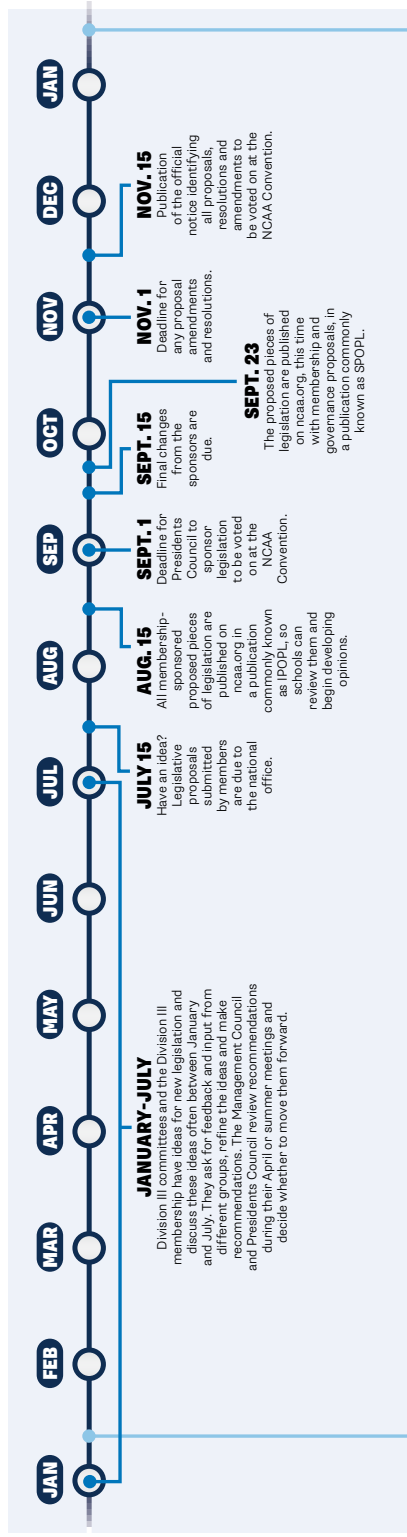 JAN
FEB
MAR
APR
MAY
JUN
JUL
AUG
SEP
OCT
NOV
DEC
JAN
JANUARY-JULY
Division III committees and the Division III
membership have ideas for new legislation and
discuss these ideas often between January
and July. They ask for feedback and input from
different groups, refine the ideas and make
recommendations. The Management Council
and Presidents Council review recommendations
during their April or summer meetings and
decide whether to move them forward.
JULY 15
Have an idea?
Legislative
proposals
submitted
by members
are due to
the national
office.
AUG. 15
All membership-
sponsored
proposed pieces
of legislation are
published on
ncaa.org in
a publication
commonly known
as IPOPL, so
schools can
review them and
begin developing
opinions.
SEPT. 1
Deadline for
Presidents
Council to
sponsor
legislation
to be voted
on at the
NCAA
Convention.
SEPT. 15
Final changes
from the
sponsors are
due.
SEPT. 23
The proposed pieces of
legislation are published
on ncaa.org, this time
with membership and
governance proposals, in
a publication commonly
known as SPOPL.
NOV. 1
Deadline for
any proposal
amendments
and resolutions.
NOV. 15
Publication
of the official
notice identifying
all proposals,
resolutions and
amendments to
be voted on at the
NCAA Convention.